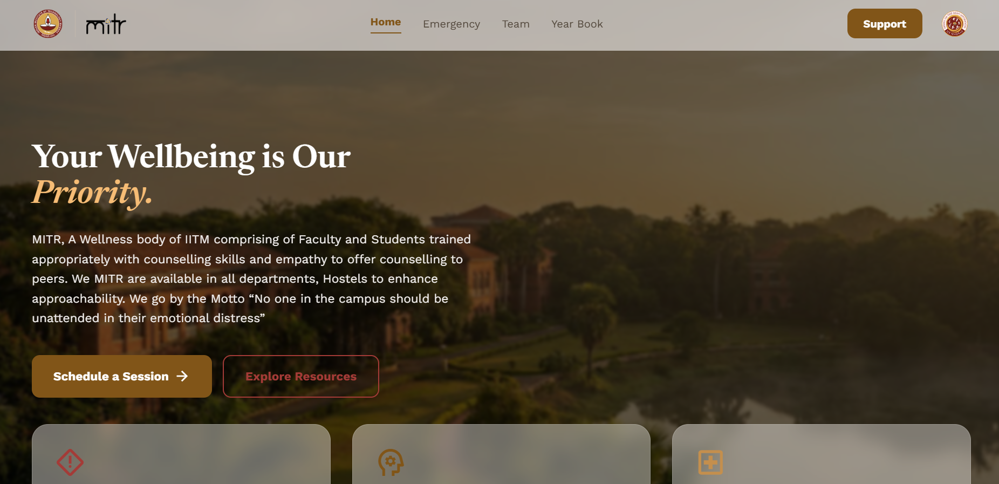 mitr
Home
Emergency
Team
Year Book
Support
Your Wellbeing is Our
Priority.
MITR, A Wellness body of IITM comprising of Faculty and Students trained
appropriately with counselling skills and empathy to offer counselling to
peers. We MITR are available in all departments, Hostels to enhance
approachability. We go by the Motto “No one in the campus should be
unattended in their emotional distress”
Schedule a Session
Explore Resources